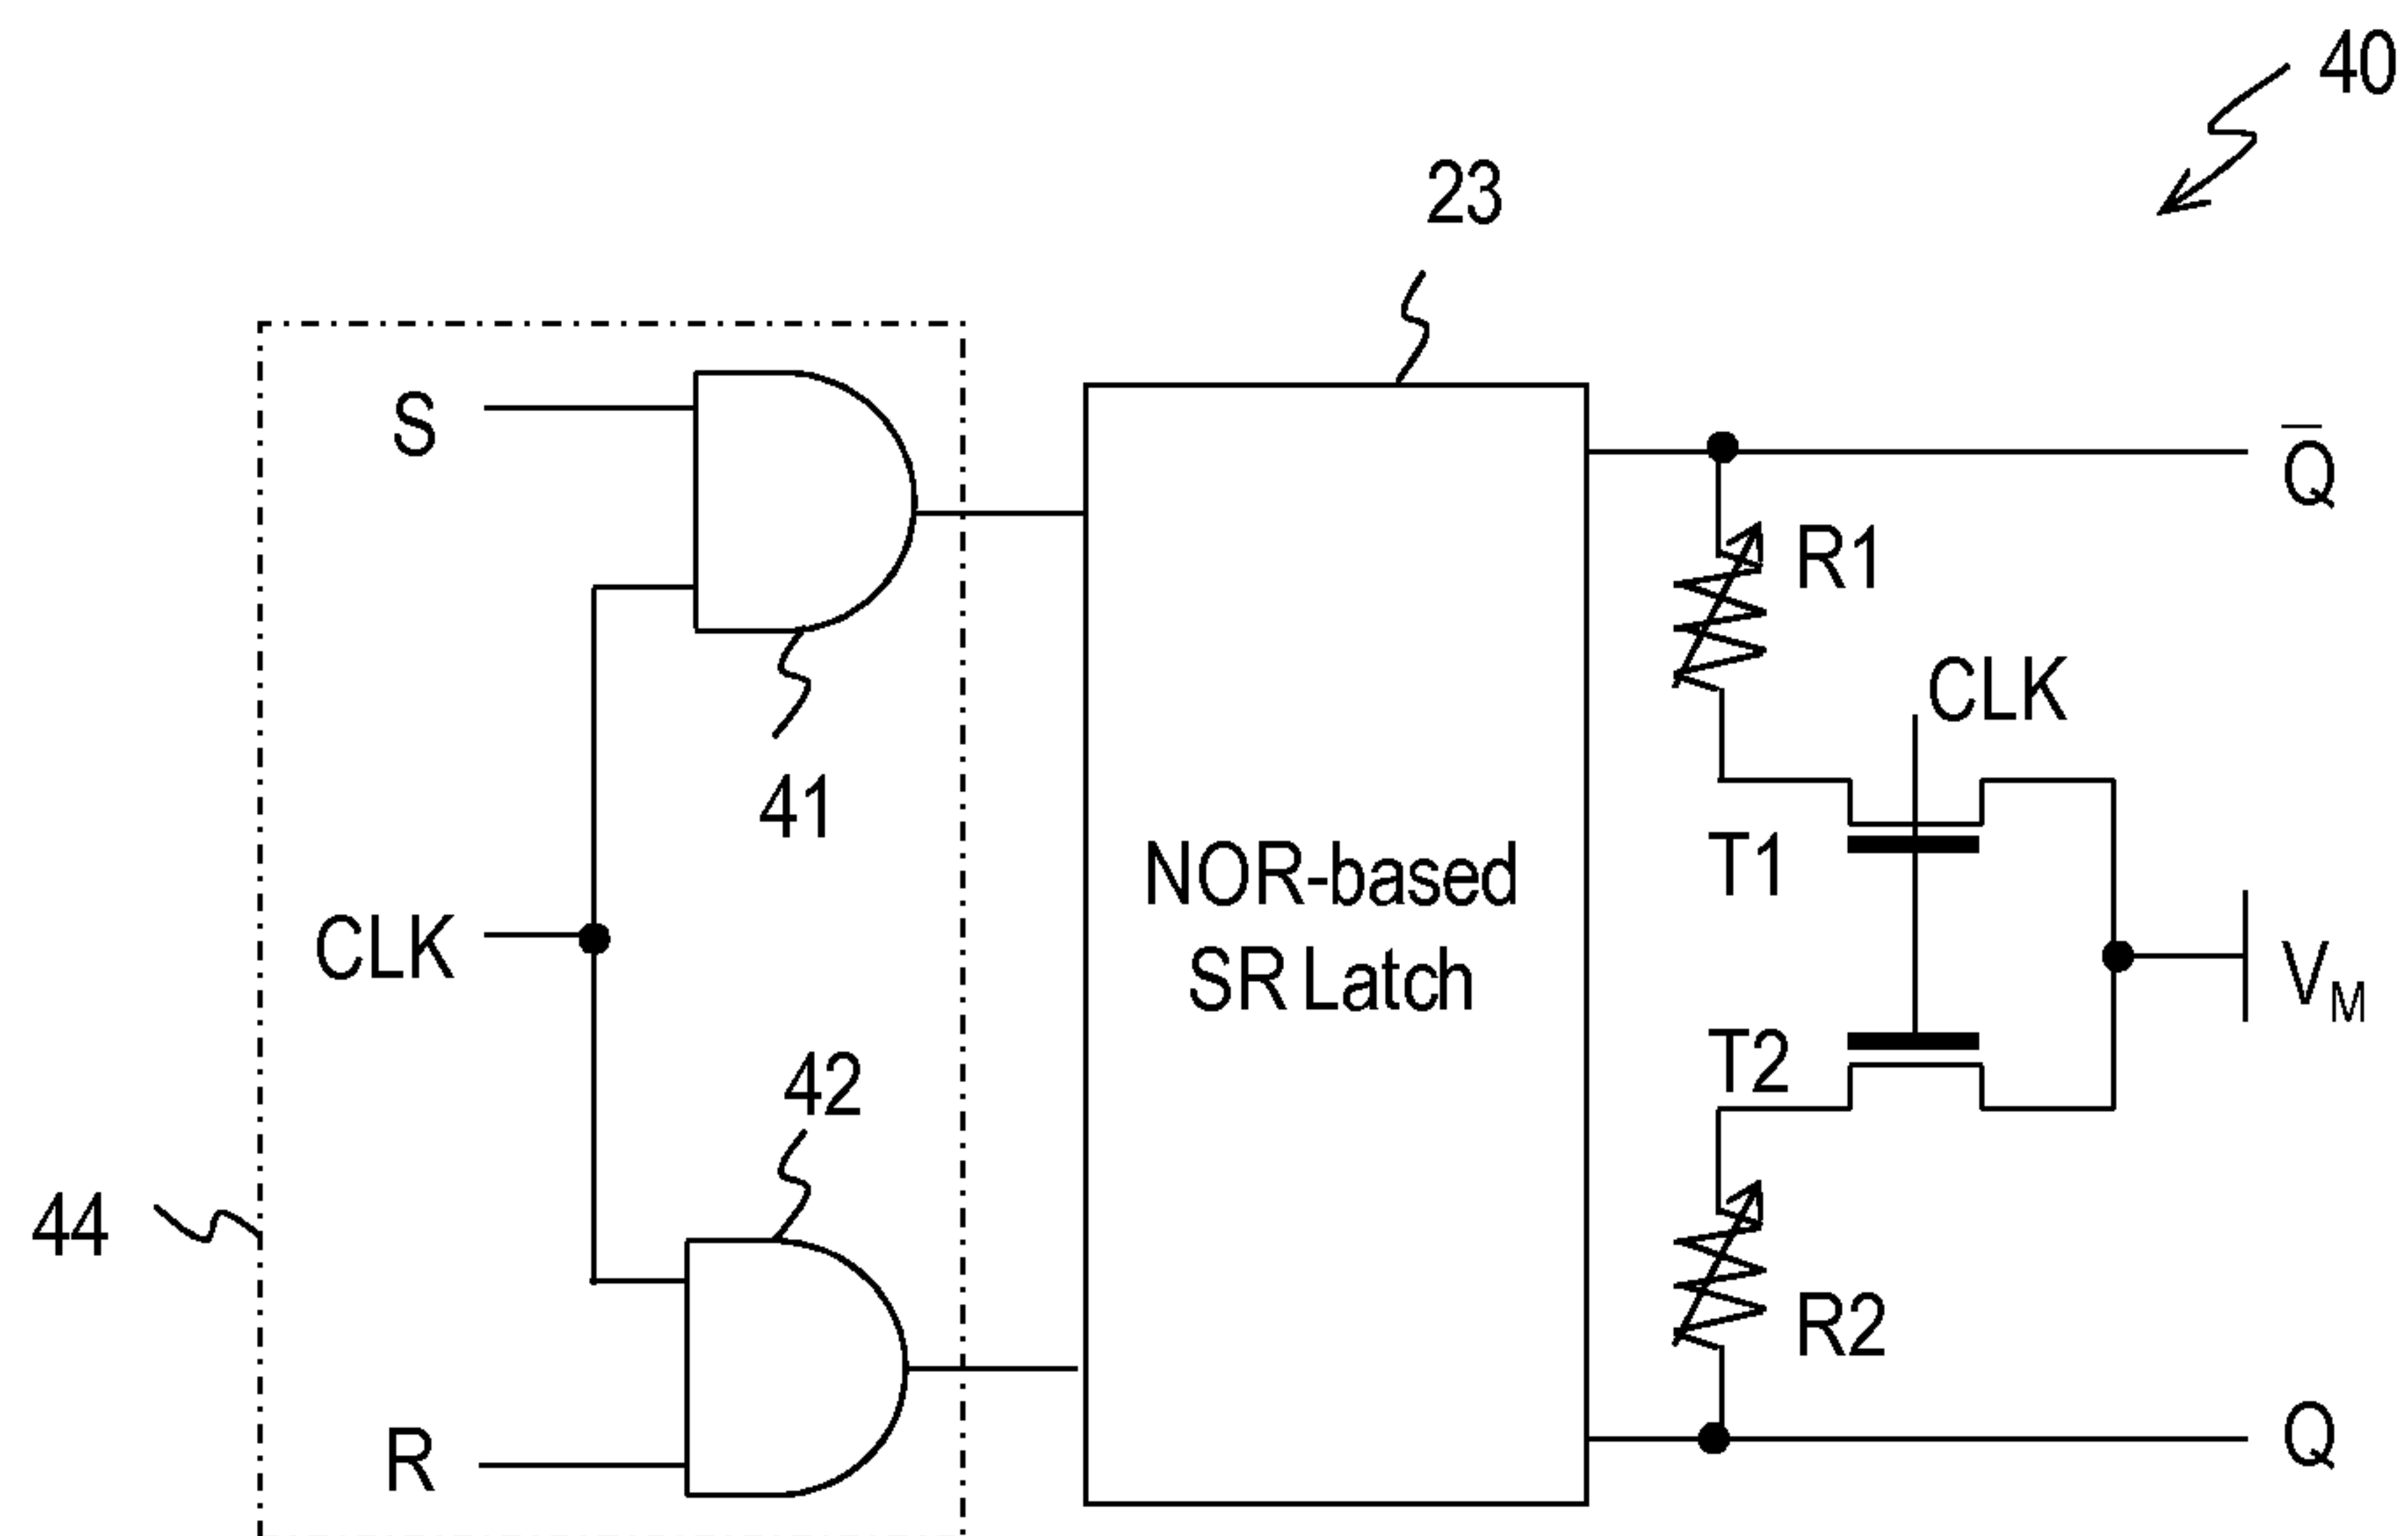 40
23
S
Q̅
R1
CLK
41
T1
NOR-based
SR Latch
CLK
VM
T2
42
44
R2
R
Q